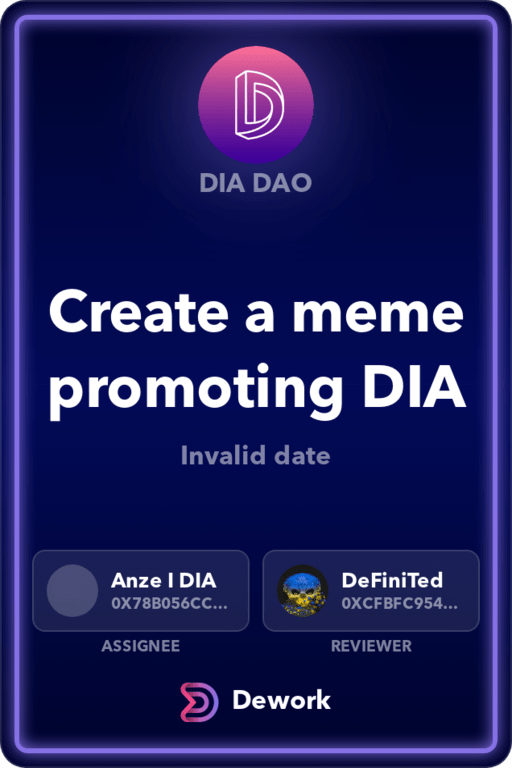 DIA DAO
Create a meme
promoting DIA
Invalid date
Anze I DIA
0X78B056CC...
DeFiniTed
0XCFBFC954...
ASSIGNEE
REVIEWER
Dework